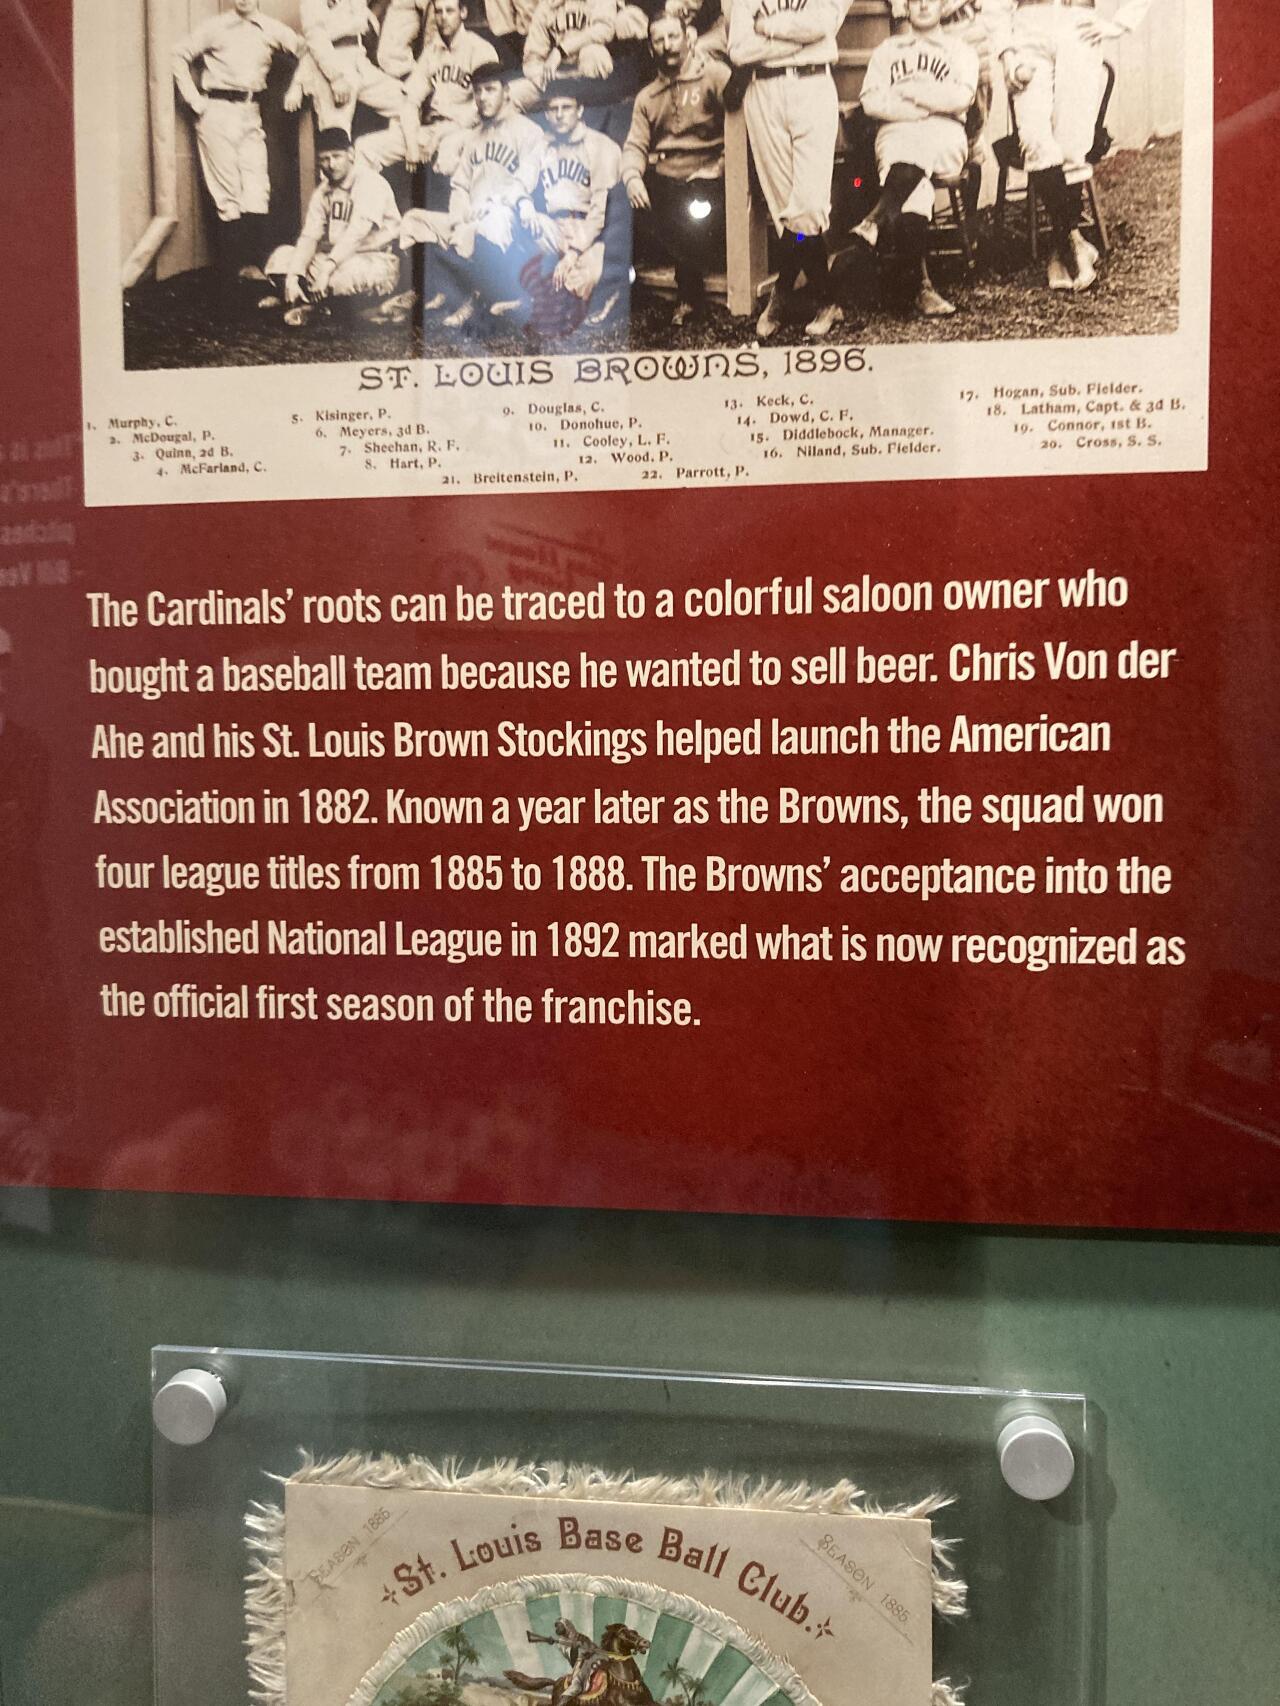 ST. LOUIS BROWNS, 1896.
1. Murphy, C.
2. McDougal, P.
3. Quinn, 2d B.
4. McFarland, C.
5. Kisinger, P.
6. Meyers, 3d B.
7. Sheehan, R. F.
8. Hart, P.
9. Douglas, C.
10. Donohue, P.
11. Cooley, L. F.
12. Wood, P.
13. Keck, C.
14. Dowd, C. F.
15. Diddlebock, Manager.
16. Niland, Sub. Fielder.
17. Hogan, Sub. Fielder.
18. Latham, Capt. & 3d B.
19. Connor, 1st B.
20. Cross, S. S.
21. Breitenstein, P.
22. Parrott, P.
The Cardinals' roots can be traced to a colorful saloon owner who
bought a baseball team because he wanted to sell beer. Chris Von der
Ahe and his St. Louis Brown Stockings helped launch the American
Association in 1882. Known a year later as the Browns, the squad won
four league titles from 1885 to 1888. The Browns' acceptance into the
established National League in 1892 marked what is now recognized as
the official first season of the franchise.
SEASON 1885
St. Louis Base Ball Club.
SEASON 1885